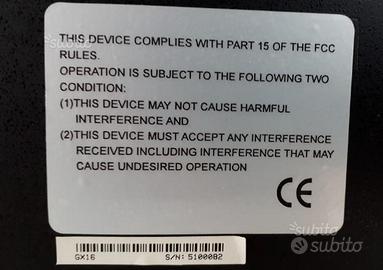 THIS DEVICE COMPLIES WITH PART 15 OF THE FCC
RULES.
OPERATION IS SUBJECT TO THE FOLLOWING TWO
CONDITION:
(1)THIS DEVICE MAY NOT CAUSE HARMFUL
INTERFERENCE AND
(2)THIS DEVICE MUST ACCEPT ANY INTERFERENCE
RECEIVED INCLUDING INTERFERENCE THAT MAY
CAUSE UNDESIRED OPERATION
CE
GX16 S/N: 5100082
subito
subito